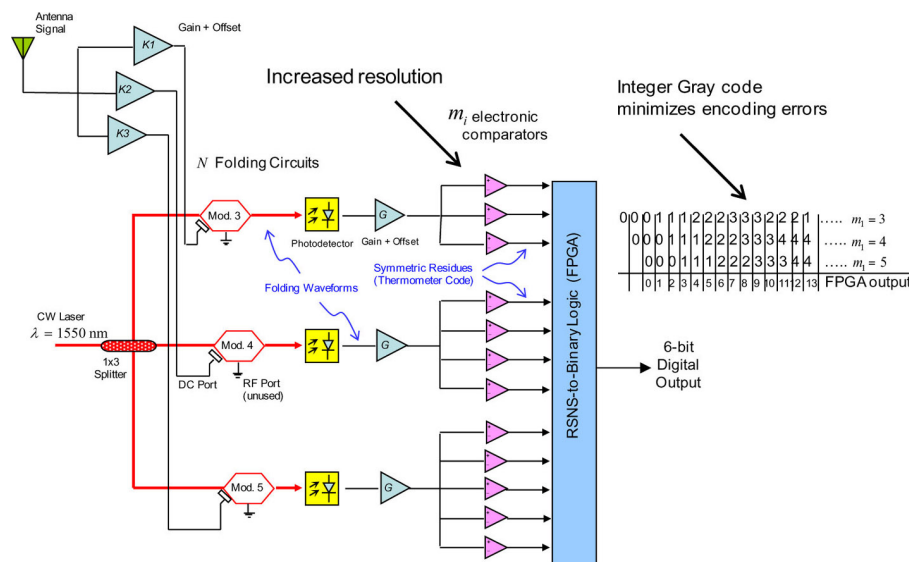 Antenna
Signal
Gain + Offset
K1
K2
K3
Increased resolution
Integer Gray code
minimizes encoding errors
m_i electronic
comparators
N Folding Circuits
Mod. 3
Photodetector
G
Gain + Offset
Symmetric Residues
(Thermometer Code)
Folding Waveforms
CW Laser
λ = 1550 nm
1x3
Splitter
Mod. 4
DC Port
RF Port
(unused)
G
Mod. 5
G
RSNS-to-Binary Logic (FPGA)
0 0 0 1 1 1 2 2 2 3 3 3 2 2 2 1 ..... m₁ = 3
0 0 0 1 1 1 2 2 2 3 3 3 4 4 4 ..... m₁ = 4
0 0 0 1 1 1 2 2 2 3 3 3 4 4 ..... m₁ = 5
0 1 2 3 4 5 6 7 8 9 10 11 12 13 FPGA output
6-bit
Digital
Output